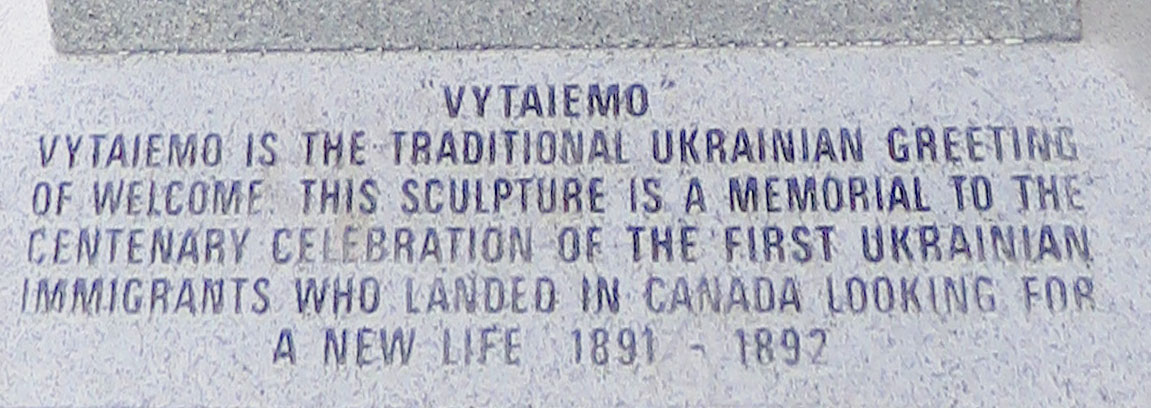 "VYTAIEMO"
VYTAIEMO IS THE TRADITIONAL UKRAINIAN GREETING
OF WELCOME. THIS SCULPTURE IS A MEMORIAL TO THE
CENTENARY CELEBRATION OF THE FIRST UKRAINIAN
IMMIGRANTS WHO LANDED IN CANADA LOOKING FOR
A NEW LIFE 1891 - 1892